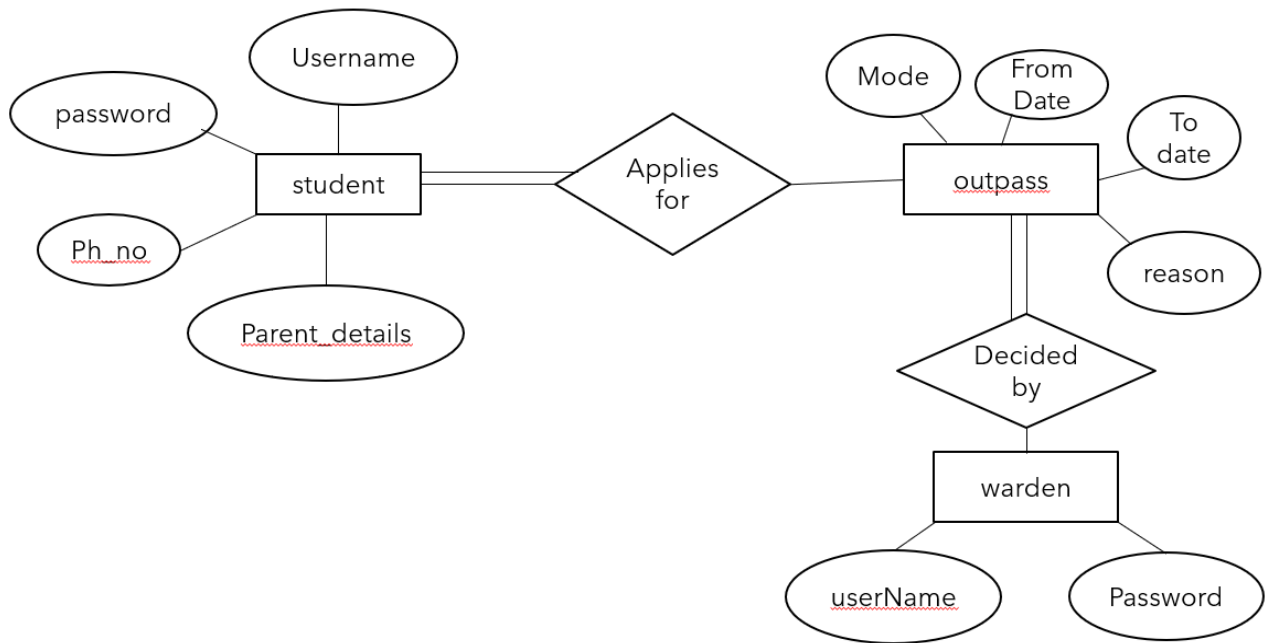 Username
password
student
Ph_no
Parent_details
Applies
for
Mode
From
Date
To
date
outpass
reason
Decided
by
warden
userName
Password